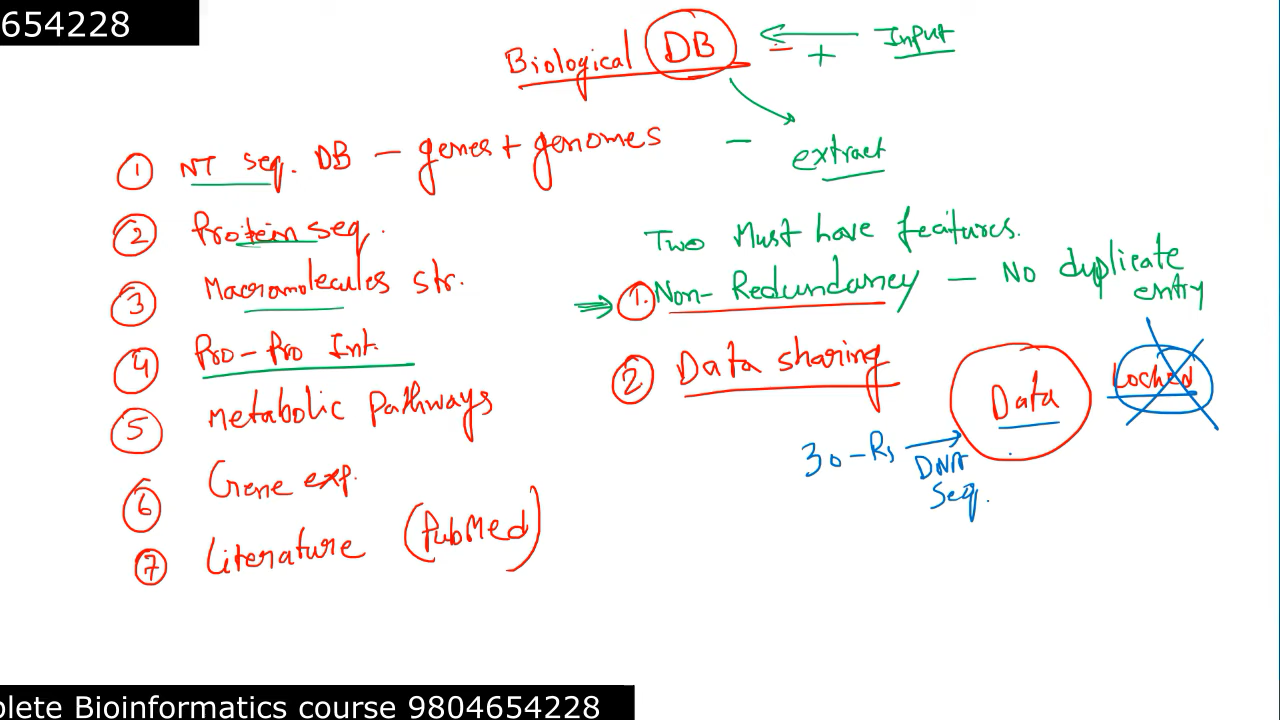 654228
Biological DB
+
Input
extract
① NT seq. DB - genes + genomes -
② Protein seq.
③ Macromolecules str.
④ Pro-Pro Int.
⑤ Metabolic Pathways
⑥ Gene exp.
⑦ Literature (PubMed)
Two Must have features.
⇒ 1. Non-Redundancy - No duplicate
entry
② Data sharing
Data
Locked
30-Rs → DNA
Seq.
plete Bioinformatics course 9804654228